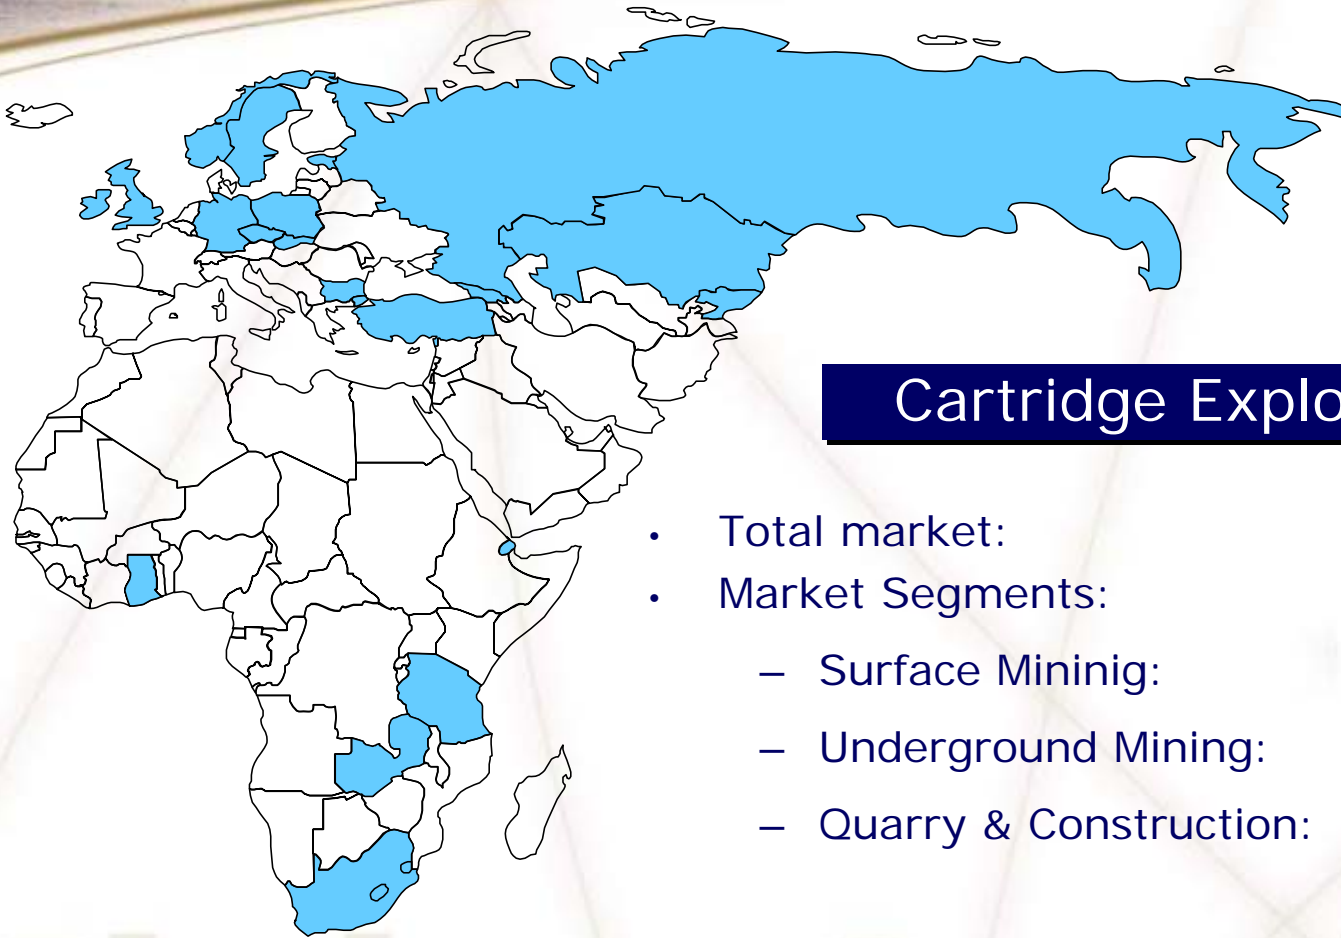 Cartridge Explo
• Total market:
• Market Segments:
– Surface Mininig:
– Underground Mining:
– Quarry & Construction: